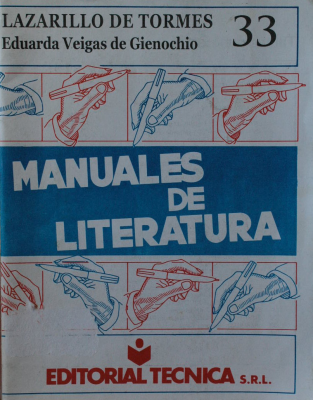 LAZARILLO DE TORMES
Eduarda Veigas de Gienochio
33
MANUALES
DE
LITERATURA
EDITORIAL TECNICA S.R.L.